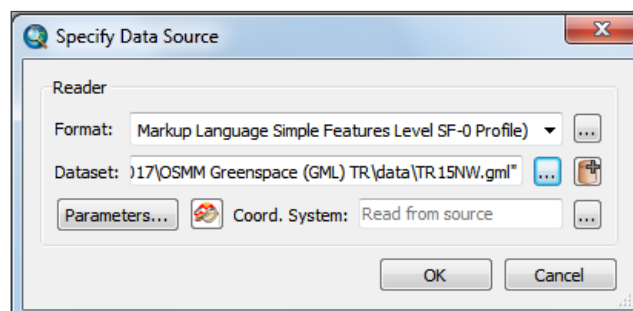 Specify Data Source
Reader
Format: Markup Language Simple Features Level SF-0 Profile) ...
Dataset: 017\OSMM Greenspace (GML) TR\data\TR15NW.gml" ...
Parameters... Coord. System: Read from source ...
OK Cancel